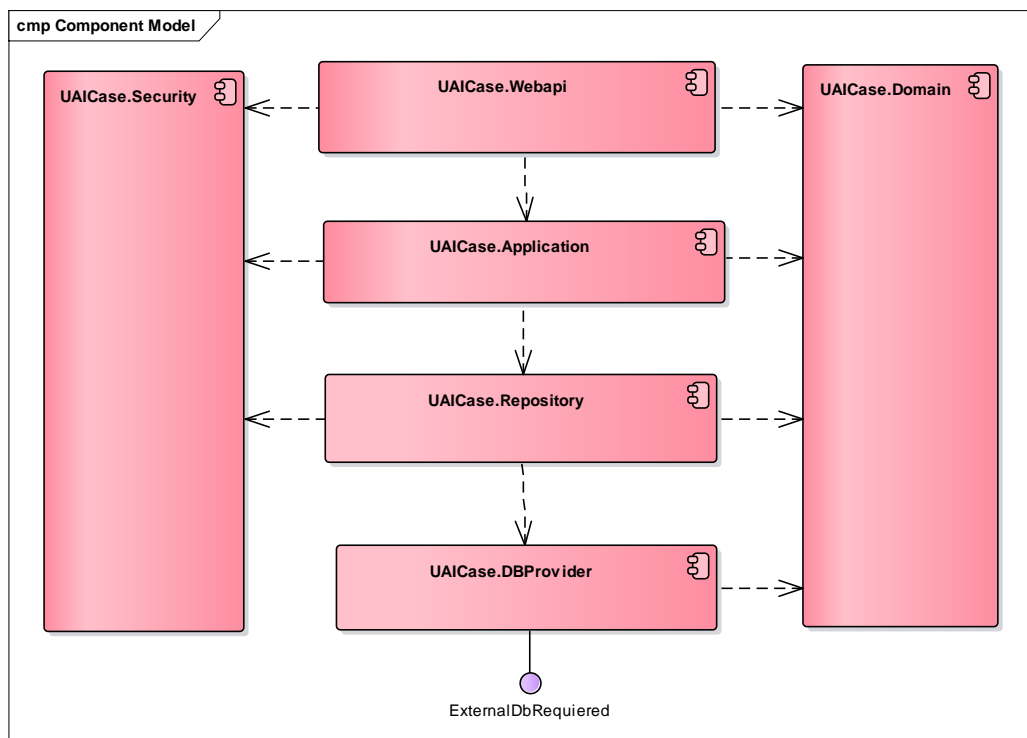 cmp Component Model
UAICase.Security
UAICase.Webapi
UAICase.Domain
UAICase.Application
UAICase.Repository
UAICase.DBProvider
ExternalDbRequiered